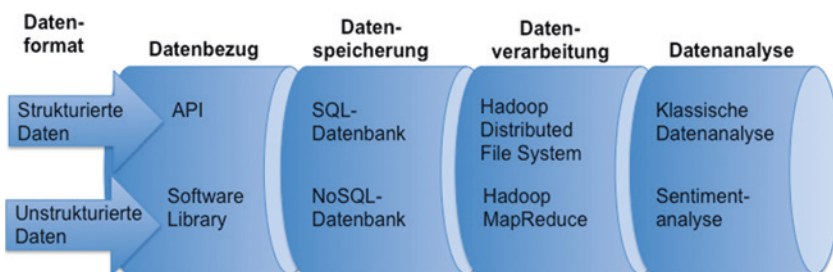 Daten-
format
Datenbezug
Daten-
speicherung
Daten-
verarbeitung
Datenanalyse
Strukturierte
Daten
API
SQL-
Datenbank
Hadoop
Distributed
File System
Klassische
Datenanalyse
Unstrukturierte
Daten
Software
Library
NoSQL-
Datenbank
Hadoop
MapReduce
Sentiment-
analyse